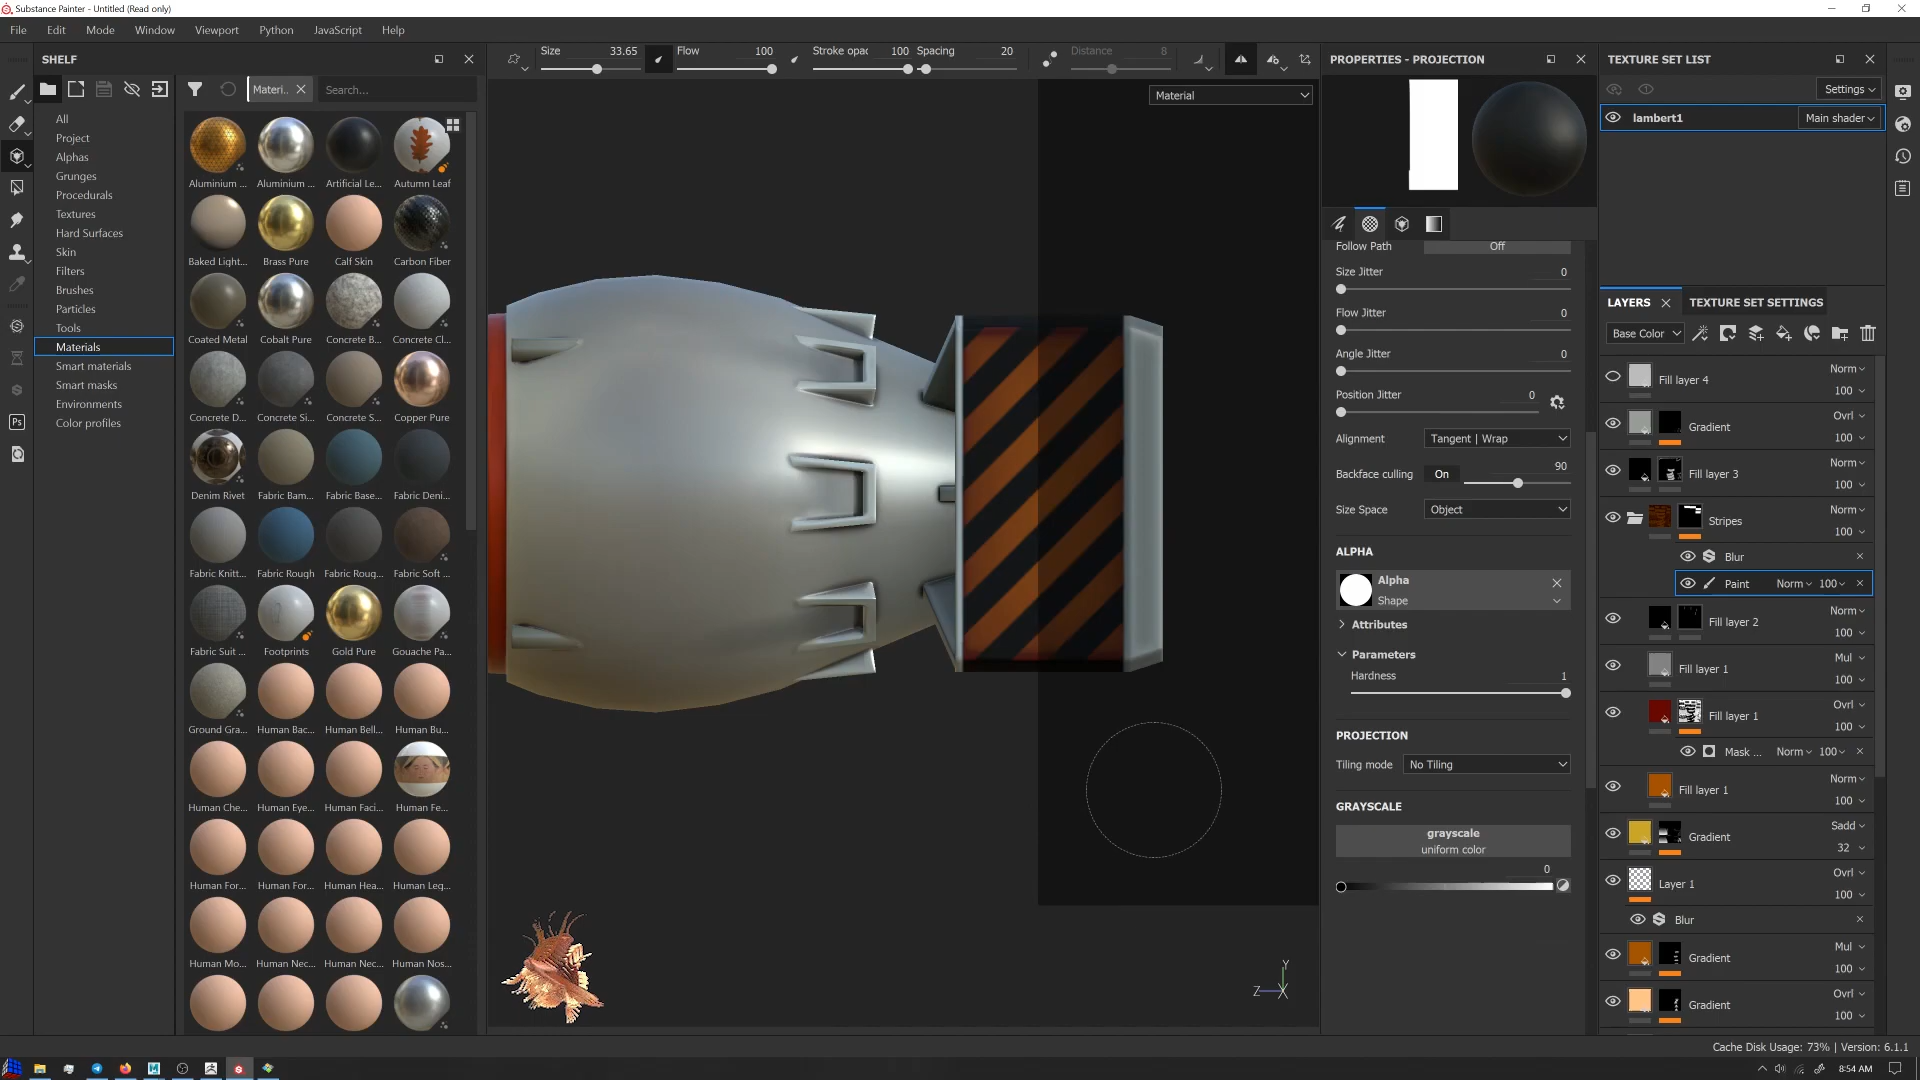 Substance Painter - Untitled (Read only)
File Edit Mode Window Viewport Python JavaScript Help
SHELF
Materi..
Search...
All
Project
Alphas
Grunges
Procedurals
Textures
Hard Surfaces
Skin
Filters
Brushes
Particles
Tools
Materials
Smart materials
Smart masks
Environments
Color profiles
Aluminium ... Aluminium ... Artificial Le... Autumn Leaf
Baked Light... Brass Pure Calf Skin Carbon Fiber
Coated Metal Cobalt Pure Concrete B... Concrete Cl...
Concrete D... Concrete Si... Concrete S... Copper Pure
Denim Rivet Fabric Bam... Fabric Base... Fabric Deni...
Fabric Knitt... Fabric Rough Fabric Roug... Fabric Soft ...
Fabric Suit ... Footprints Gold Pure Gouache Pa...
Ground Gra... Human Bac... Human Bell... Human Bu...
Human Che... Human Eye... Human Faci... Human Fe...
Human For... Human For... Human Hea... Human Leg...
Human Mo... Human Nec... Human Nec... Human Nos...
Size 33.65 Flow 100 Stroke opac 100 Spacing 20 Distance 8
Material
Y
Z X
PROPERTIES - PROJECTION
Follow Path Off
Size Jitter 0
Flow Jitter 0
Angle Jitter 0
Position Jitter 0
Alignment Tangent | Wrap
Backface culling On 90
Size Space Object
ALPHA
Alpha
Shape
Attributes
Parameters
Hardness 1
PROJECTION
Tiling mode No Tiling
GRAYSCALE
grayscale
uniform color
0
TEXTURE SET LIST
Settings
lambert1 Main shader
LAYERS TEXTURE SET SETTINGS
Base Color
Fill layer 4 Norm 100
Gradient Ovrl 100
Fill layer 3 Norm 100
Stripes Norm 100
Blur
Paint Norm 100
Fill layer 2 Norm 100
Fill layer 1 Mul 100
Fill layer 1 Ovrl 100
Mask ... Norm 100
Fill layer 1 Norm 100
Gradient Sadd 32
Layer 1 Ovrl 100
Blur
Gradient Mul 100
Gradient Ovrl 100
Cache Disk Usage: 73% | Version: 6.1.1
Ps
8:54 AM